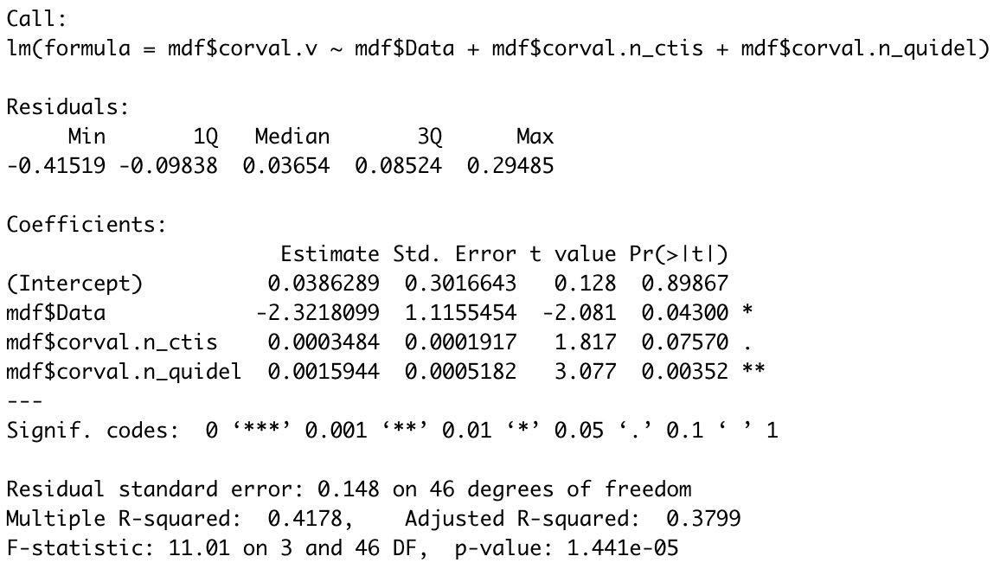 Call:
lm(formula = mdf$corval.v ~ mdf$Data + mdf$corval.n_ctis + mdf$corval.n_quidel)
Residuals:
Min 1Q Median 3Q Max
-0.41519 -0.09838 0.03654 0.08524 0.29485
Coefficients:
Estimate Std. Error t value Pr(>|t|)
(Intercept) 0.0386289 0.3016643 0.128 0.89867
mdf$Data -2.3218099 1.1155454 -2.081 0.04300 *
mdf$corval.n_ctis 0.0003484 0.0001917 1.817 0.07570 .
mdf$corval.n_quidel 0.0015944 0.0005182 3.077 0.00352 **
---
Signif. codes: 0 ‘***’ 0.001 ‘**’ 0.01 ‘*’ 0.05 ‘.’ 0.1 ‘ ’ 1
Residual standard error: 0.148 on 46 degrees of freedom
Multiple R-squared: 0.4178, Adjusted R-squared: 0.3799
F-statistic: 11.01 on 3 and 46 DF, p-value: 1.441e-05